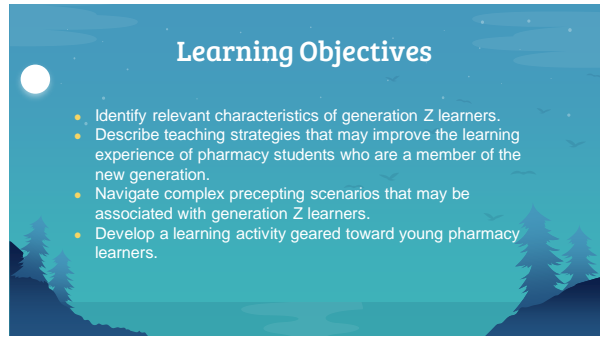 Learning Objectives
● Identify relevant characteristics of generation Z learners.
● Describe teaching strategies that may improve the learning
experience of pharmacy students who are a member of the
new generation.
● Navigate complex precepting scenarios that may be
associated with generation Z learners.
● Develop a learning activity geared toward young pharmacy
learners.